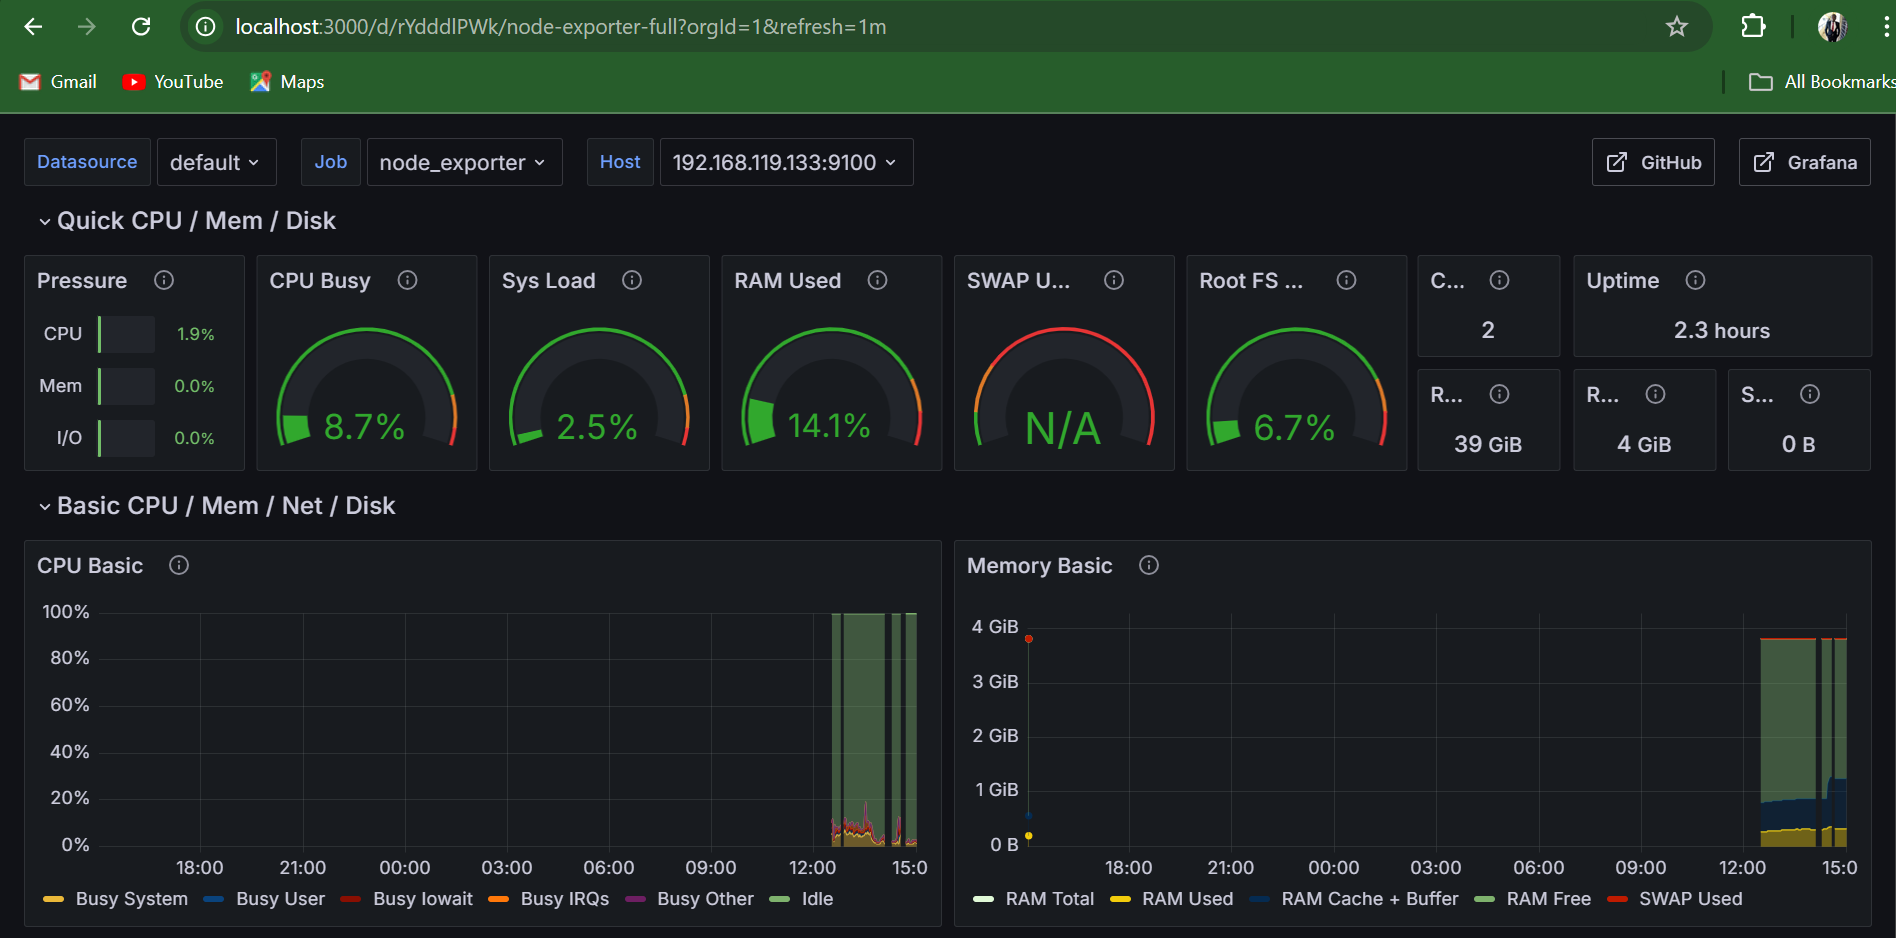 localhost:3000/d/rYdddlPWk/node-exporter-full?orgId=1&refresh=1m
Gmail YouTube Maps All Bookmarks
Datasource default Job node_exporter Host 192.168.119.133:9100 GitHub Grafana
Quick CPU / Mem / Disk
Pressure CPU Busy Sys Load RAM Used SWAP U... Root FS ... C... Uptime
CPU 1.9%
Mem 0.0%
I/O 0.0%
8.7%
2.5%
14.1%
N/A
6.7%
2
2.3 hours
R... R... S...
39 GiB 4 GiB 0 B
Basic CPU / Mem / Net / Disk
CPU Basic
100%
80%
60%
40%
20%
0%
18:00 21:00 00:00 03:00 06:00 09:00 12:00 15:0
Busy System Busy User Busy Iowait Busy IRQs Busy Other Idle
Memory Basic
4 GiB
3 GiB
2 GiB
1 GiB
0 B
18:00 21:00 00:00 03:00 06:00 09:00 12:00 15:0
RAM Total RAM Used RAM Cache + Buffer RAM Free SWAP Used